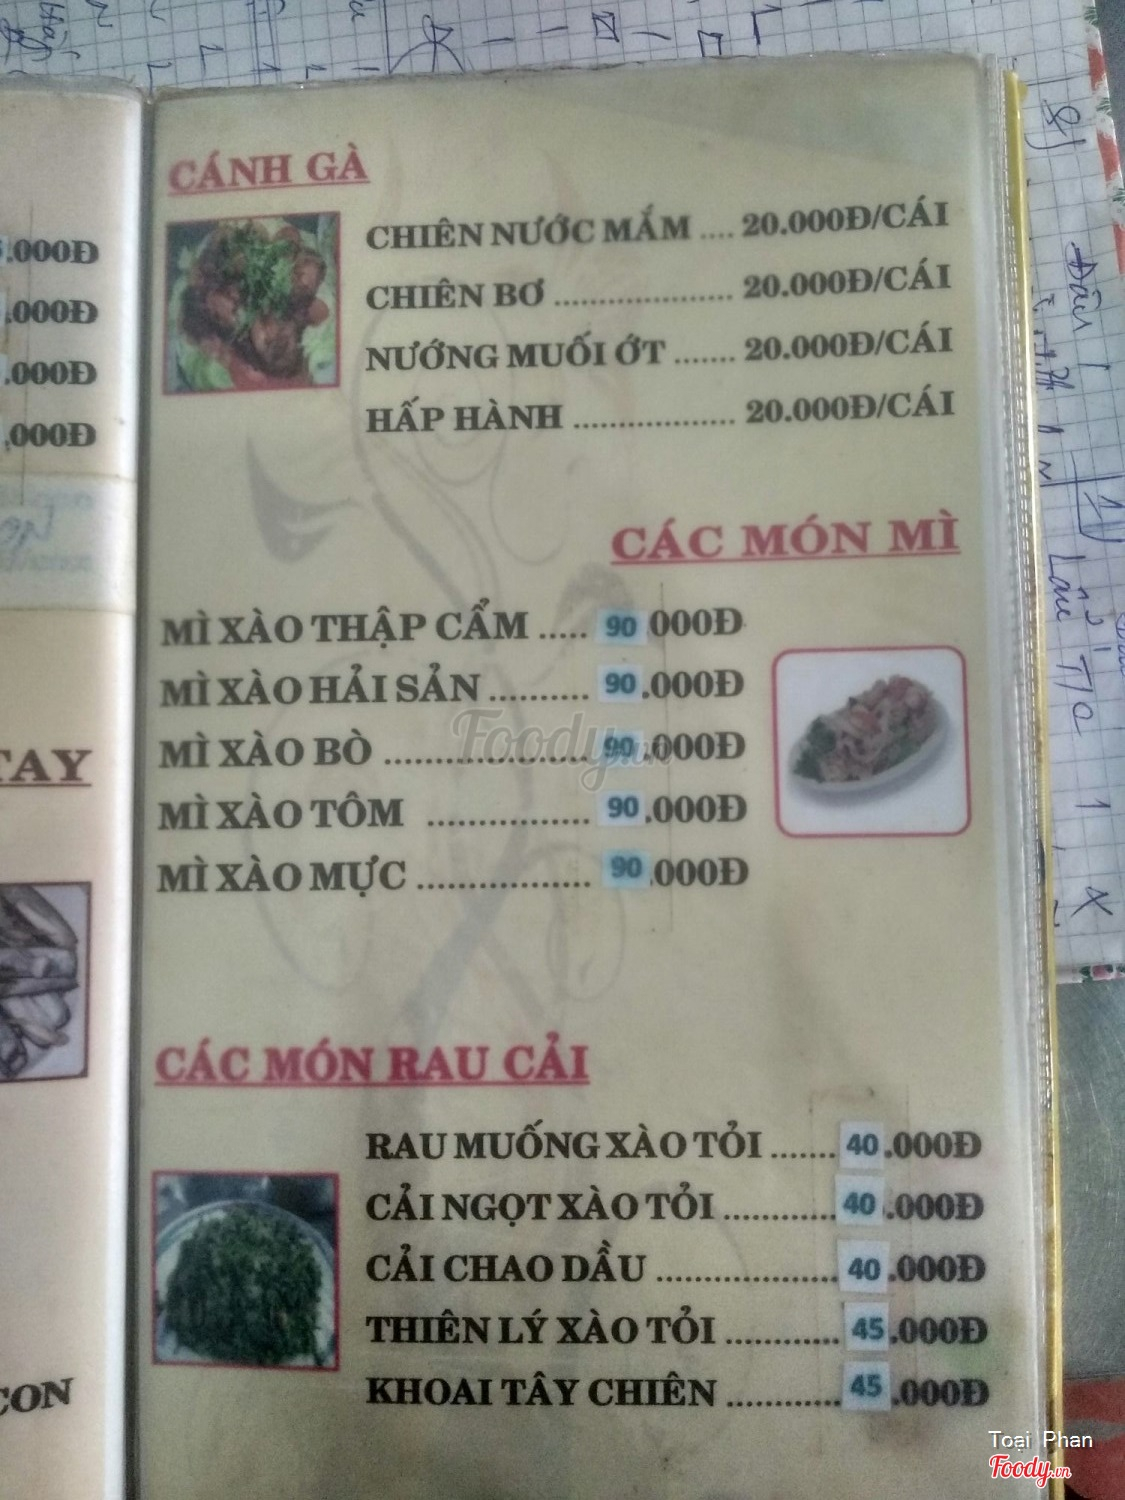 CÁNH GÀ
CHIÊN NƯỚC MẮM .... 20.000Đ/CÁI
CHIÊN BƠ .................... 20.000Đ/CÁI
NƯỚNG MUỐI ỚT ....... 20.000Đ/CÁI
HẤP HÀNH .................. 20.000Đ/CÁI
CÁC MÓN MÌ
MÌ XÀO THẬP CẨM ..... 90.000Đ
MÌ XÀO HẢI SẢN .......... 90.000Đ
MÌ XÀO BÒ ..................... 90.000Đ
MÌ XÀO TÔM ................ 90.000Đ
MÌ XÀO MỰC ................. 90.000Đ
CÁC MÓN RAU CẢI
RAU MUỐNG XÀO TỎI ....... 40.000Đ
CẢI NGỌT XÀO TỎI ............ 40.000Đ
CẢI CHAO DẦU ................... 40.000Đ
THIÊN LÝ XÀO TỎI ............ 45.000Đ
KHOAI TÂY CHIÊN ............ 45.000Đ
.000Đ
.000Đ
.000Đ
.000Đ
TAY
CON
Foody.vn
Toại Phan
Foody.vn